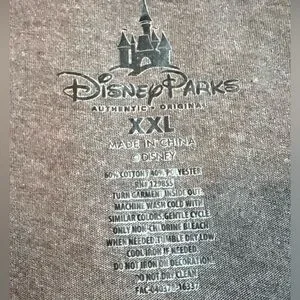 Disney Parks
AUTHENTIC • ORIGINAL
XXL
MADE IN CHINA
©DISNEY
60% COTTON / 40% POLYESTER
RN# 129855
TURN GARMENT INSIDE OUT
MACHINE WASH COLD WITH
SIMILAR COLORS, GENTLE CYCLE
ONLY NON-CHLORINE BLEACH
WHEN NEEDED TUMBLE DRY LOW
COOL IRON IF NEEDED
DO NOT IRON ON DECORATION
DO NOT DRY CLEAN